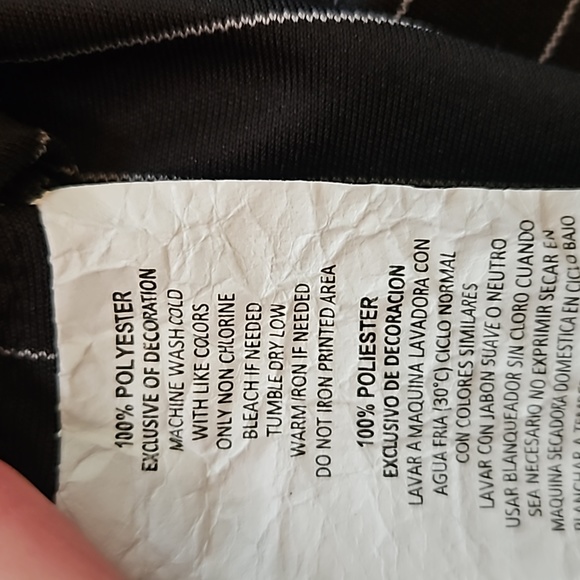 100% POLYESTER
EXCLUSIVE OF DECORATION
MACHINE WASH COLD
WITH LIKE COLORS
ONLY NON CHLORINE
BLEACH IF NEEDED
TUMBLE DRY LOW
WARM IRON IF NEEDED
DO NOT IRON PRINTED AREA
100% POLIESTER
EXCLUSIVO DE DECORACION
LAVAR A MAQUINA LAVADORA CON
AGUA FRIA (30°C) CICLO NORMAL
CON COLORES SIMILARES
LAVAR CON JABON SUAVE O NEUTRO
USAR BLANQUEADOR SIN CLORO CUANDO
SEA NECESARIO NO EXPRIMIR SECAR EN
MAQUINA SECADORA DOMESTICA EN CICLO BAJO